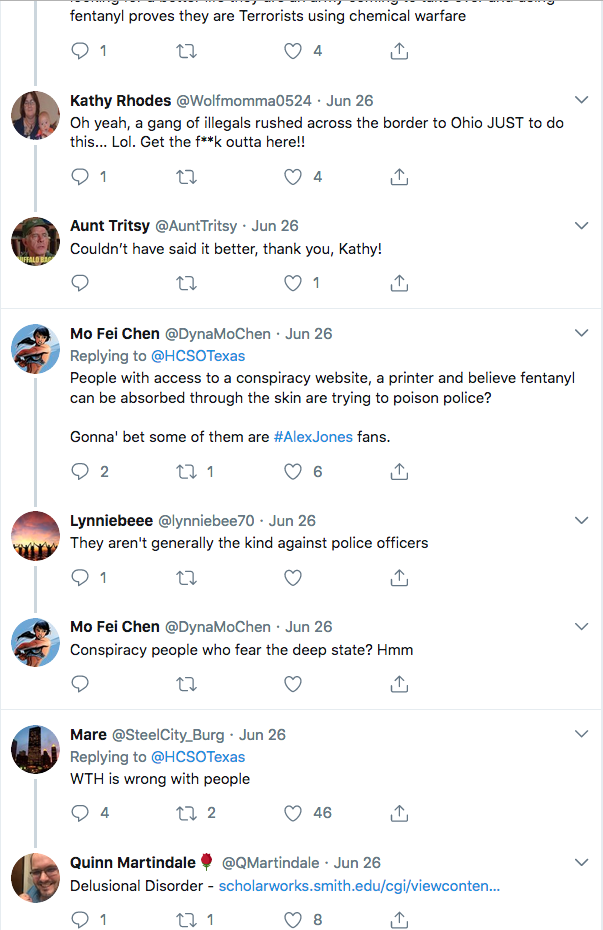 fentanyl proves they are Terrorists using chemical warfare
1 4
Kathy Rhodes @Wolfmomma0524 · Jun 26
Oh yeah, a gang of illegals rushed across the border to Ohio JUST to do
this... Lol. Get the f**k outta here!!
1 4
Aunt Tritsy @AuntTritsy · Jun 26
Couldn’t have said it better, thank you, Kathy!
1
Mo Fei Chen @DynaMoChen · Jun 26
Replying to @HCSOTexas
People with access to a conspiracy website, a printer and believe fentanyl
can be absorbed through the skin are trying to poison police?
Gonna' bet some of them are #AlexJones fans.
2 1 6
Lynniebeee @lynniebee70 · Jun 26
They aren't generally the kind against police officers
1
Mo Fei Chen @DynaMoChen · Jun 26
Conspiracy people who fear the deep state? Hmm
Mare @SteelCity_Burg · Jun 26
Replying to @HCSOTexas
WTH is wrong with people
4 2 46
Quinn Martindale🌹 @QMartindale · Jun 26
Delusional Disorder - scholarworks.smith.edu/cgi/viewconten...
1 1 8